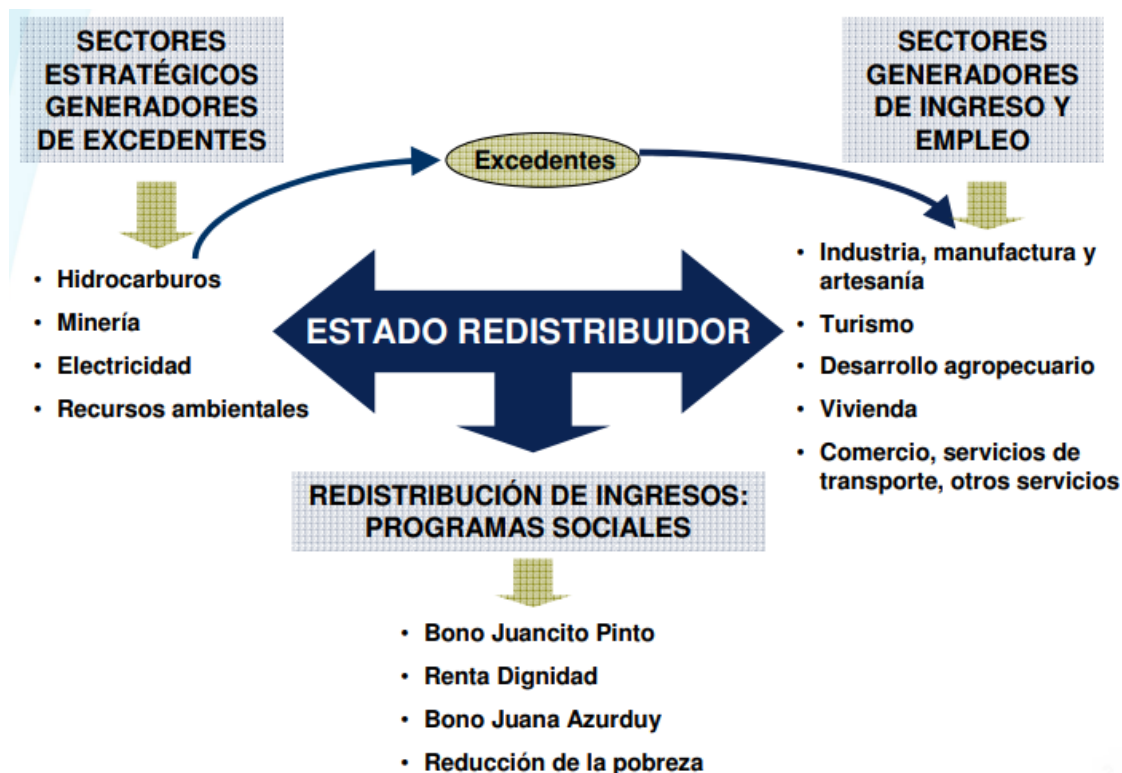 SECTORES
ESTRATÉGICOS
GENERADORES
DE EXCEDENTES
SECTORES
GENERADORES
DE INGRESO Y
EMPLEO
Excedentes
• Hidrocarburos
• Minería
• Electricidad
• Recursos ambientales
ESTADO REDISTRIBUIDOR
• Industria, manufactura y
artesanía
• Turismo
• Desarrollo agropecuario
• Vivienda
• Comercio, servicios de
transporte, otros servicios
REDISTRIBUCIÓN DE INGRESOS:
PROGRAMAS SOCIALES
• Bono Juancito Pinto
• Renta Dignidad
• Bono Juana Azurduy
• Reducción de la pobreza